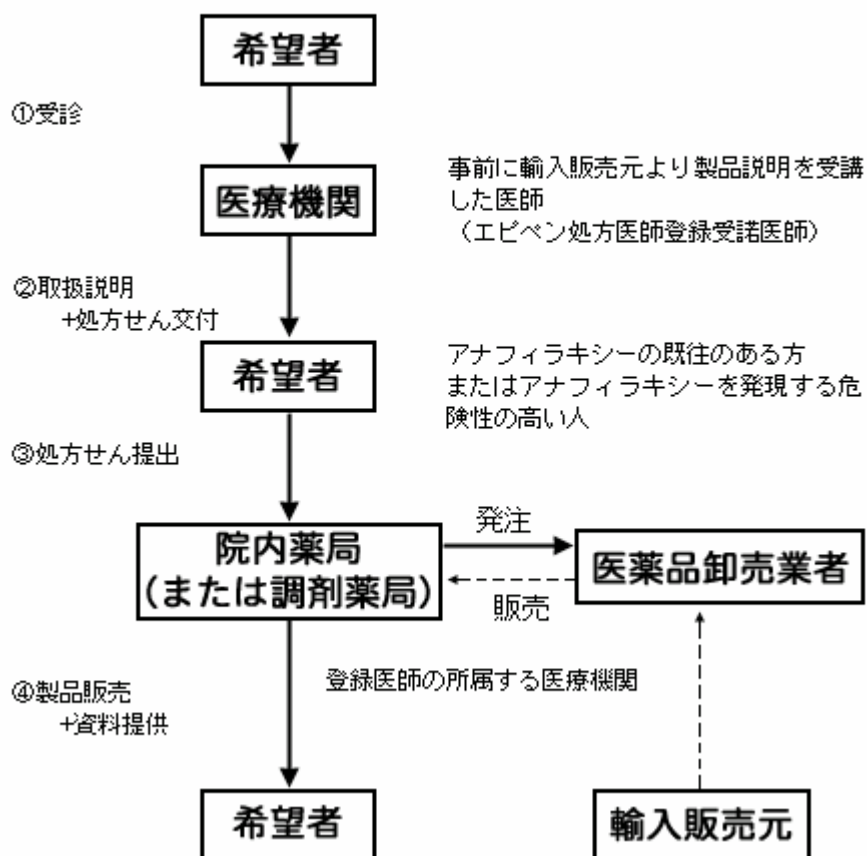 希望者
①受診
医療機関
事前に輸入販売元より製品説明を受講
した医師
（エピペン処方医師登録受諾医師）
②取扱説明
+処方せん交付
希望者
アナフィラキシーの既往のある方
またはアナフィラキシーを発現する危
険性の高い人
③処方せん提出
院内薬局
(または調剤薬局)
発注
販売
医薬品卸売業者
④製品販売
+資料提供
登録医師の所属する医療機関
希望者
輸入販売元